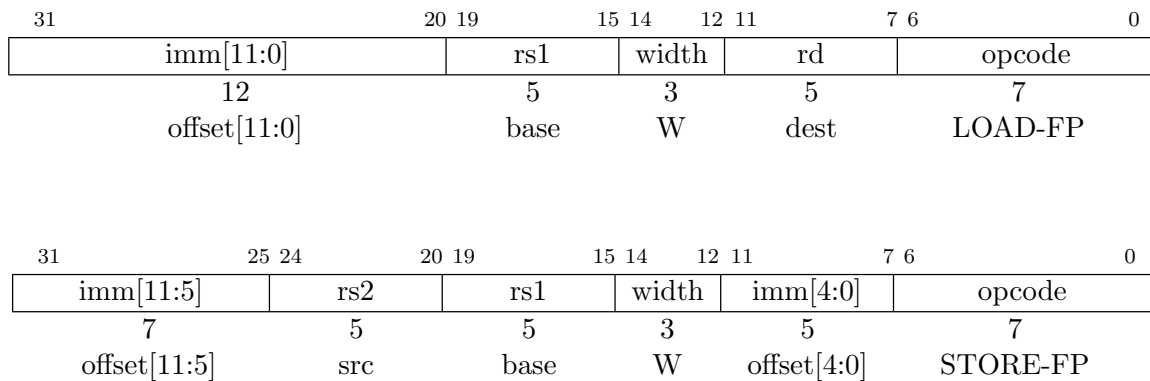 31 20 19 15 14 12 11 7 6 0
imm[11:0] rs1 width rd opcode
12 5 3 5 7
offset[11:0] base W dest LOAD-FP
31 25 24 20 19 15 14 12 11 7 6 0
imm[11:5] rs2 rs1 width imm[4:0] opcode
7 5 5 3 5 7
offset[11:5] src base W offset[4:0] STORE-FP